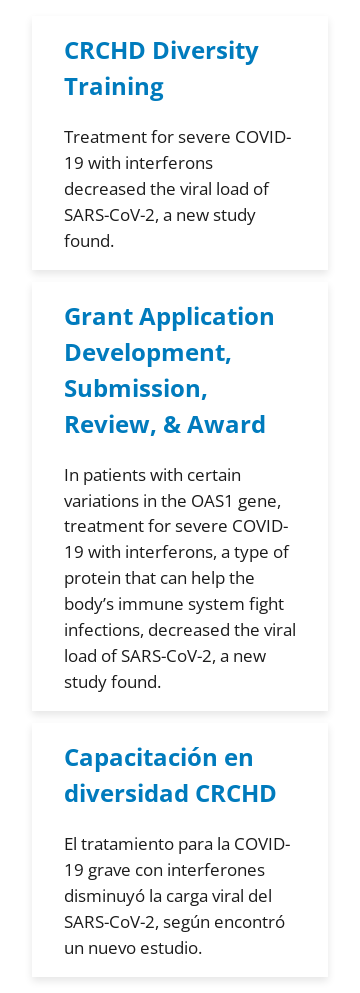 CRCHD Diversity
Training
Treatment for severe COVID-
19 with interferons
decreased the viral load of
SARS-CoV-2, a new study
found.
Grant Application
Development,
Submission,
Review, & Award
In patients with certain
variations in the OAS1 gene,
treatment for severe COVID-
19 with interferons, a type of
protein that can help the
body’s immune system fight
infections, decreased the viral
load of SARS-CoV-2, a new
study found.
Capacitación en
diversidad CRCHD
El tratamiento para la COVID-
19 grave con interferones
disminuyó la carga viral del
SARS-CoV-2, según encontró
un nuevo estudio.